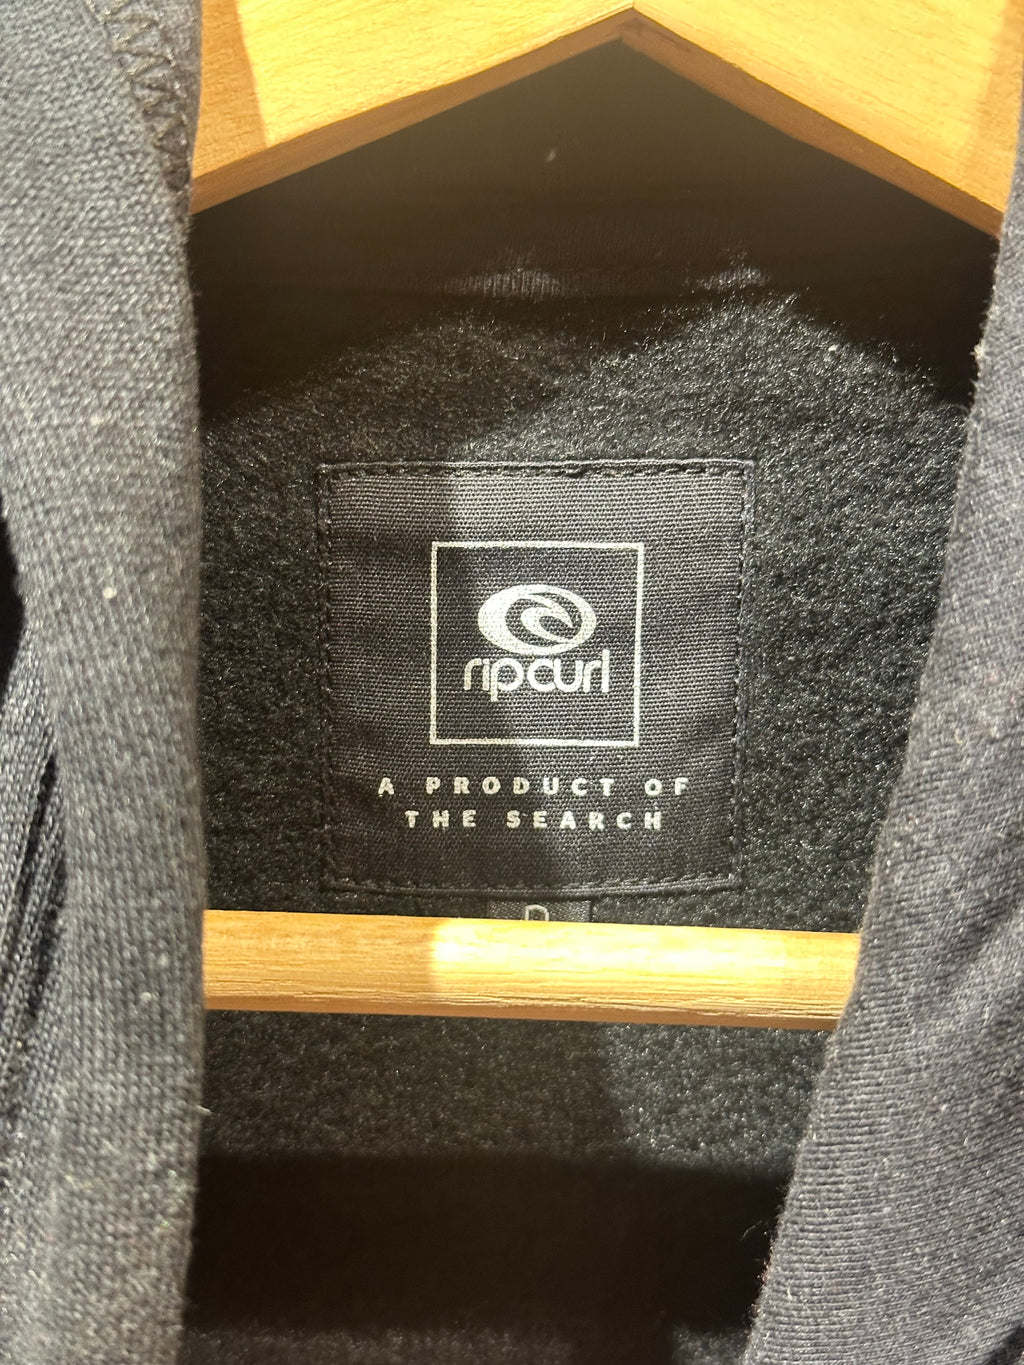 ripcurl
A PRODUCT OF
THE SEARCH